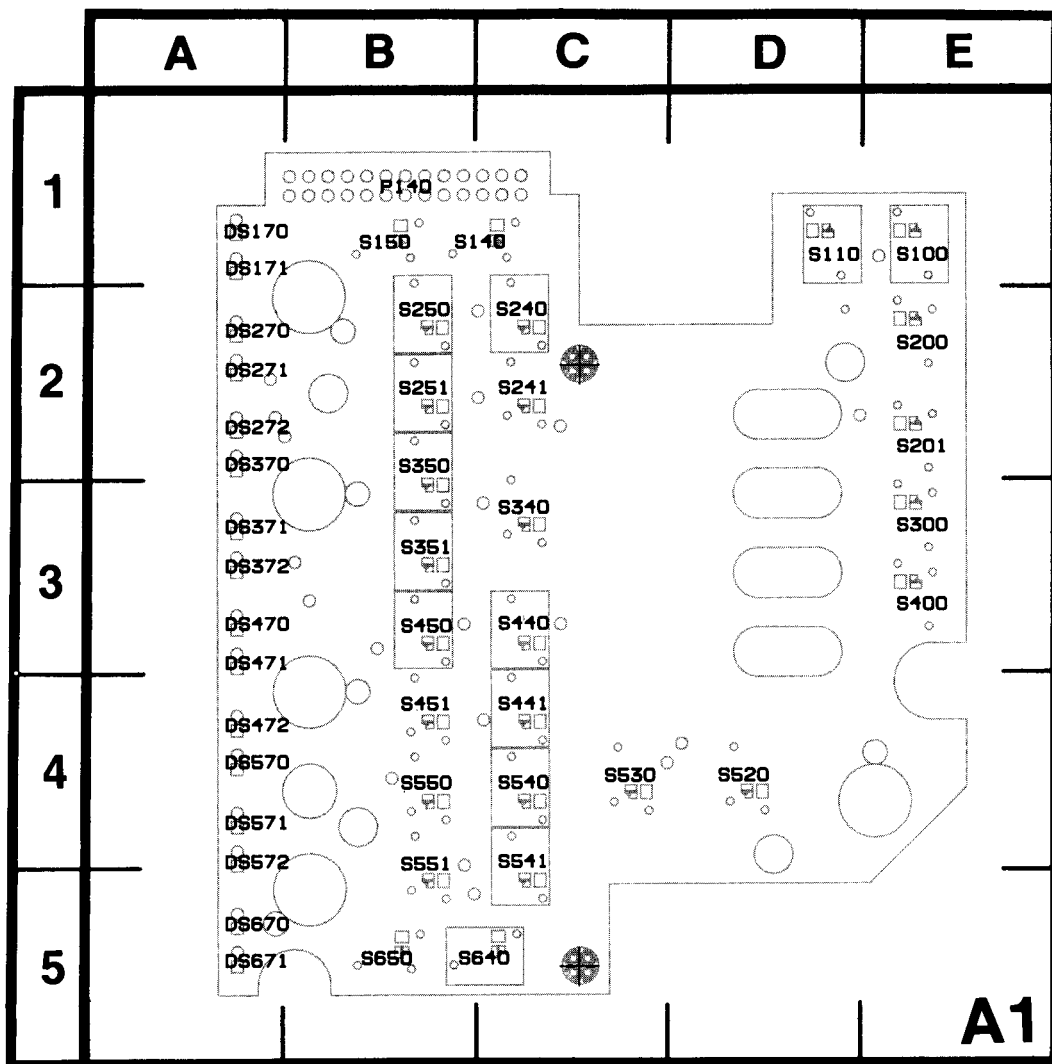 A B C D E
1
P140
DS170 S150 S140 S110 S100
DS171
S250 S240
DS270 S200
2
DS271 S251 S241
DS272 S201
DS370 S350
S340
DS371 S351 S300
3
DS372
S400
DS470 S450 S440
DS471
S451 S441
DS472
4
DS570 S550 S540 S530 S520
DS571
DS572 S551 S541
DS670
5
DS671 S650 S640
A1